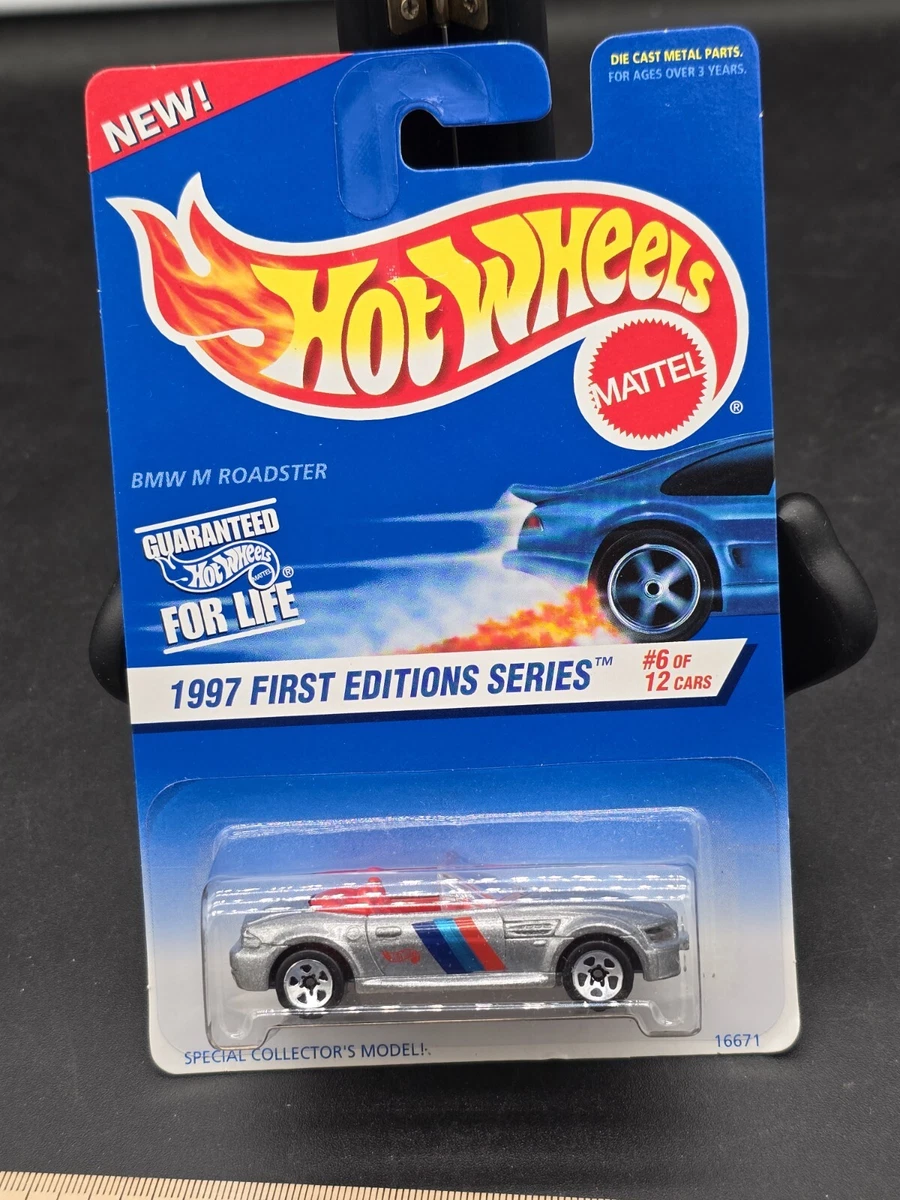 NEW!
DIE CAST METAL PARTS.
FOR AGES OVER 3 YEARS.
HOT WHEELS
MATTEL
®
BMW M ROADSTER
GUARANTEED
HOT WHEELS
MATTEL
®
FOR LIFE
1997 FIRST EDITIONS SERIES™
#6 OF
12 CARS
SPECIAL COLLECTOR'S MODEL!
16671